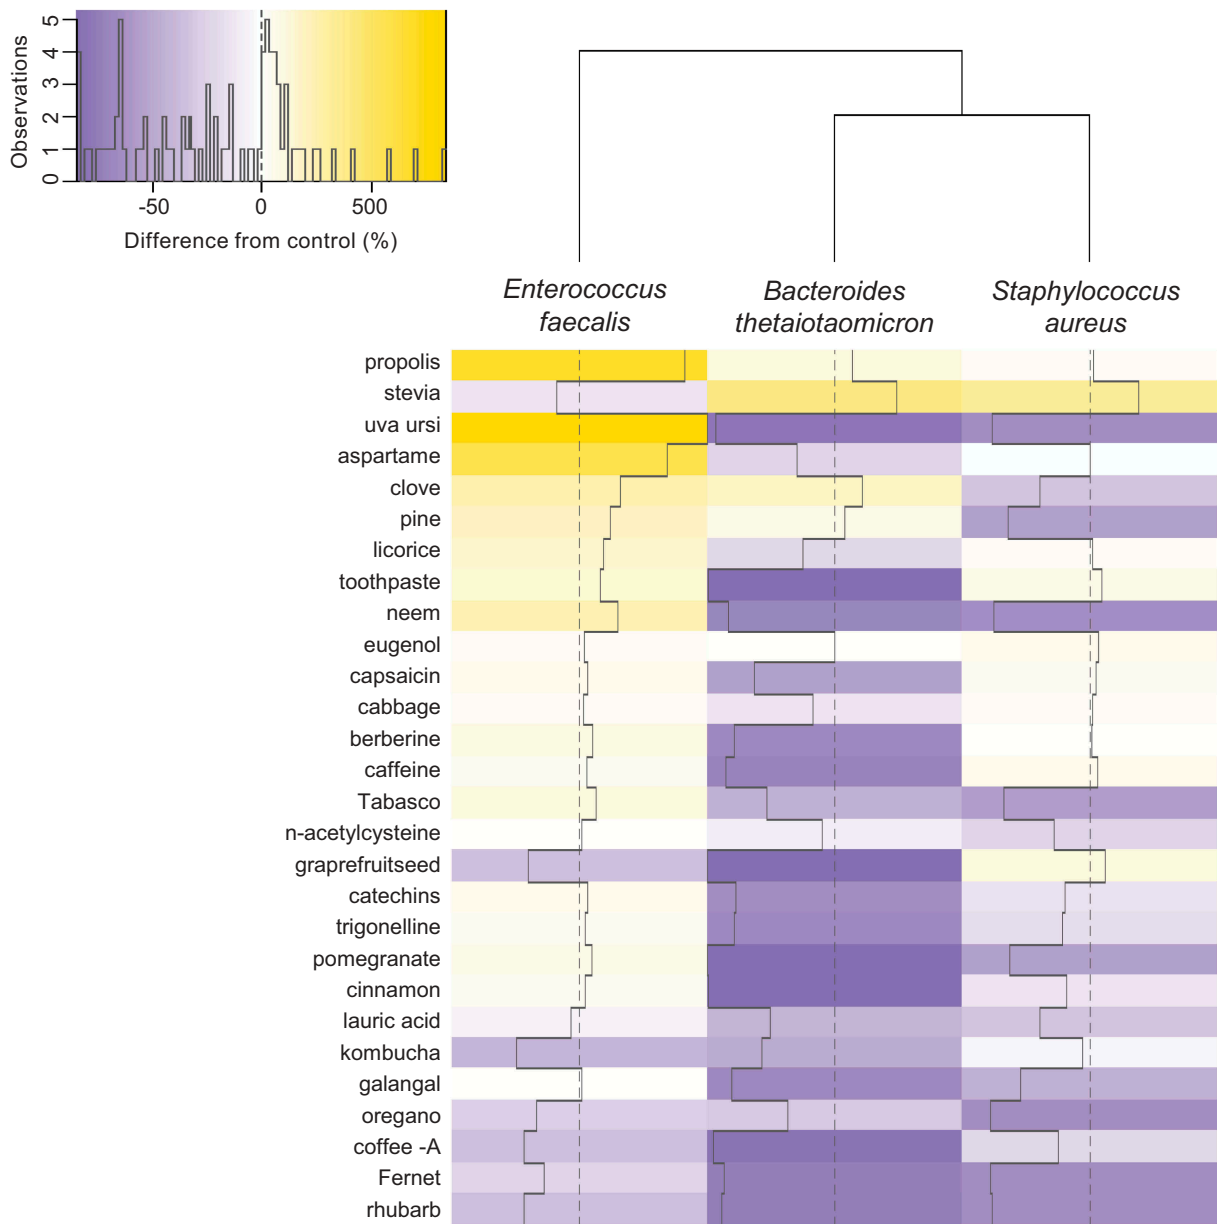 Observations
5
4
3
2
1
0
-50 0 500
Difference from control (%)
Enterococcus
faecalis
Bacteroides
thetaiotaomicron
Staphylococcus
aureus
propolis
stevia
uva ursi
aspartame
clove
pine
licorice
toothpaste
neem
eugenol
capsaicin
cabbage
berberine
caffeine
Tabasco
n-acetylcysteine
graprefruitseed
catechins
trigonelline
pomegranate
cinnamon
lauric acid
kombucha
galangal
oregano
coffee -A
Fernet
rhubarb